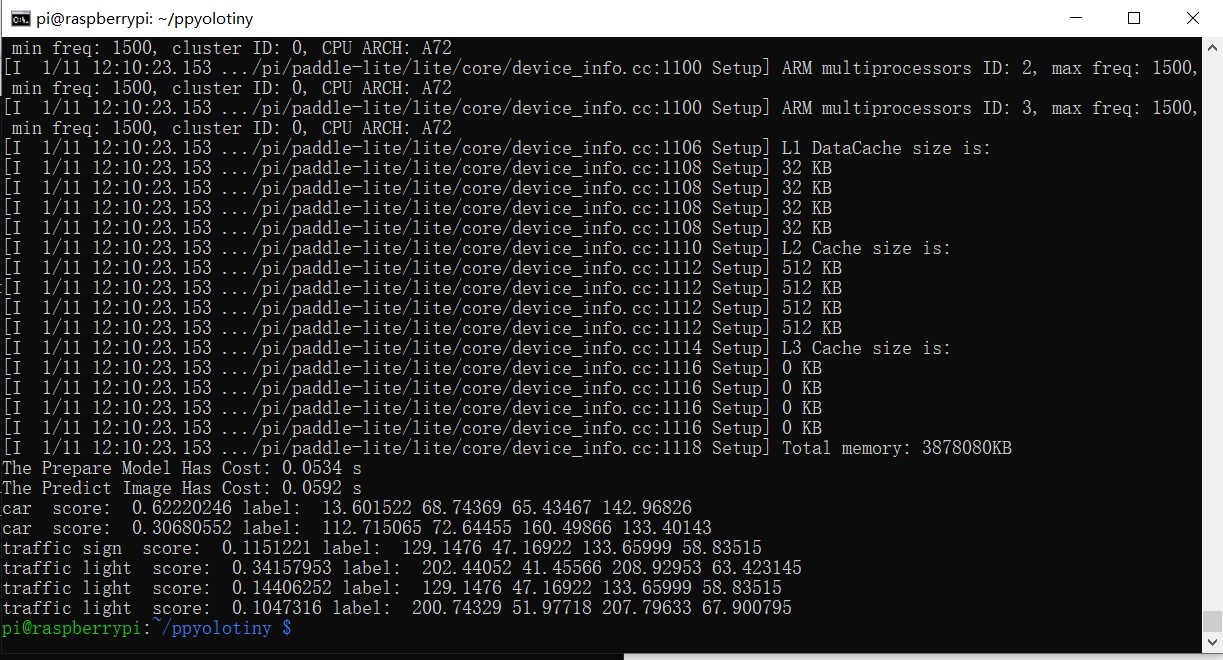 pi@raspberrypi: ~/ppyolotiny
min freq: 1500, cluster ID: 0, CPU ARCH: A72
[I  1/11 12:10:23.153 .../pi/paddle-lite/lite/core/device_info.cc:1100 Setup] ARM multiprocessors ID: 2, max freq: 1500,
min freq: 1500, cluster ID: 0, CPU ARCH: A72
[I  1/11 12:10:23.153 .../pi/paddle-lite/lite/core/device_info.cc:1100 Setup] ARM multiprocessors ID: 3, max freq: 1500,
min freq: 1500, cluster ID: 0, CPU ARCH: A72
[I  1/11 12:10:23.153 .../pi/paddle-lite/lite/core/device_info.cc:1106 Setup] L1 DataCache size is:
[I  1/11 12:10:23.153 .../pi/paddle-lite/lite/core/device_info.cc:1108 Setup] 32 KB
[I  1/11 12:10:23.153 .../pi/paddle-lite/lite/core/device_info.cc:1108 Setup] 32 KB
[I  1/11 12:10:23.153 .../pi/paddle-lite/lite/core/device_info.cc:1108 Setup] 32 KB
[I  1/11 12:10:23.153 .../pi/paddle-lite/lite/core/device_info.cc:1108 Setup] 32 KB
[I  1/11 12:10:23.153 .../pi/paddle-lite/lite/core/device_info.cc:1110 Setup] L2 Cache size is:
[I  1/11 12:10:23.153 .../pi/paddle-lite/lite/core/device_info.cc:1112 Setup] 512 KB
[I  1/11 12:10:23.153 .../pi/paddle-lite/lite/core/device_info.cc:1112 Setup] 512 KB
[I  1/11 12:10:23.153 .../pi/paddle-lite/lite/core/device_info.cc:1112 Setup] 512 KB
[I  1/11 12:10:23.153 .../pi/paddle-lite/lite/core/device_info.cc:1112 Setup] 512 KB
[I  1/11 12:10:23.153 .../pi/paddle-lite/lite/core/device_info.cc:1114 Setup] L3 Cache size is:
[I  1/11 12:10:23.153 .../pi/paddle-lite/lite/core/device_info.cc:1116 Setup] 0 KB
[I  1/11 12:10:23.153 .../pi/paddle-lite/lite/core/device_info.cc:1116 Setup] 0 KB
[I  1/11 12:10:23.153 .../pi/paddle-lite/lite/core/device_info.cc:1116 Setup] 0 KB
[I  1/11 12:10:23.153 .../pi/paddle-lite/lite/core/device_info.cc:1116 Setup] 0 KB
[I  1/11 12:10:23.153 .../pi/paddle-lite/lite/core/device_info.cc:1118 Setup] Total memory: 3878080KB
The Prepare Model Has Cost: 0.0534 s
The Predict Image Has Cost: 0.0592 s
car  score:  0.62220246 label:  13.601522 68.74369 65.43467 142.96826
car  score:  0.30680552 label:  112.715065 72.64455 160.49866 133.40143
traffic sign  score:  0.1151221 label:  129.1476 47.16922 133.65999 58.83515
traffic light  score:  0.34157953 label:  202.44052 41.45566 208.92953 63.423145
traffic light  score:  0.14406252 label:  129.1476 47.16922 133.65999 58.83515
traffic light  score:  0.1047316 label:  200.74329 51.97718 207.79633 67.900795
pi@raspberrypi:~/ppyolotiny $